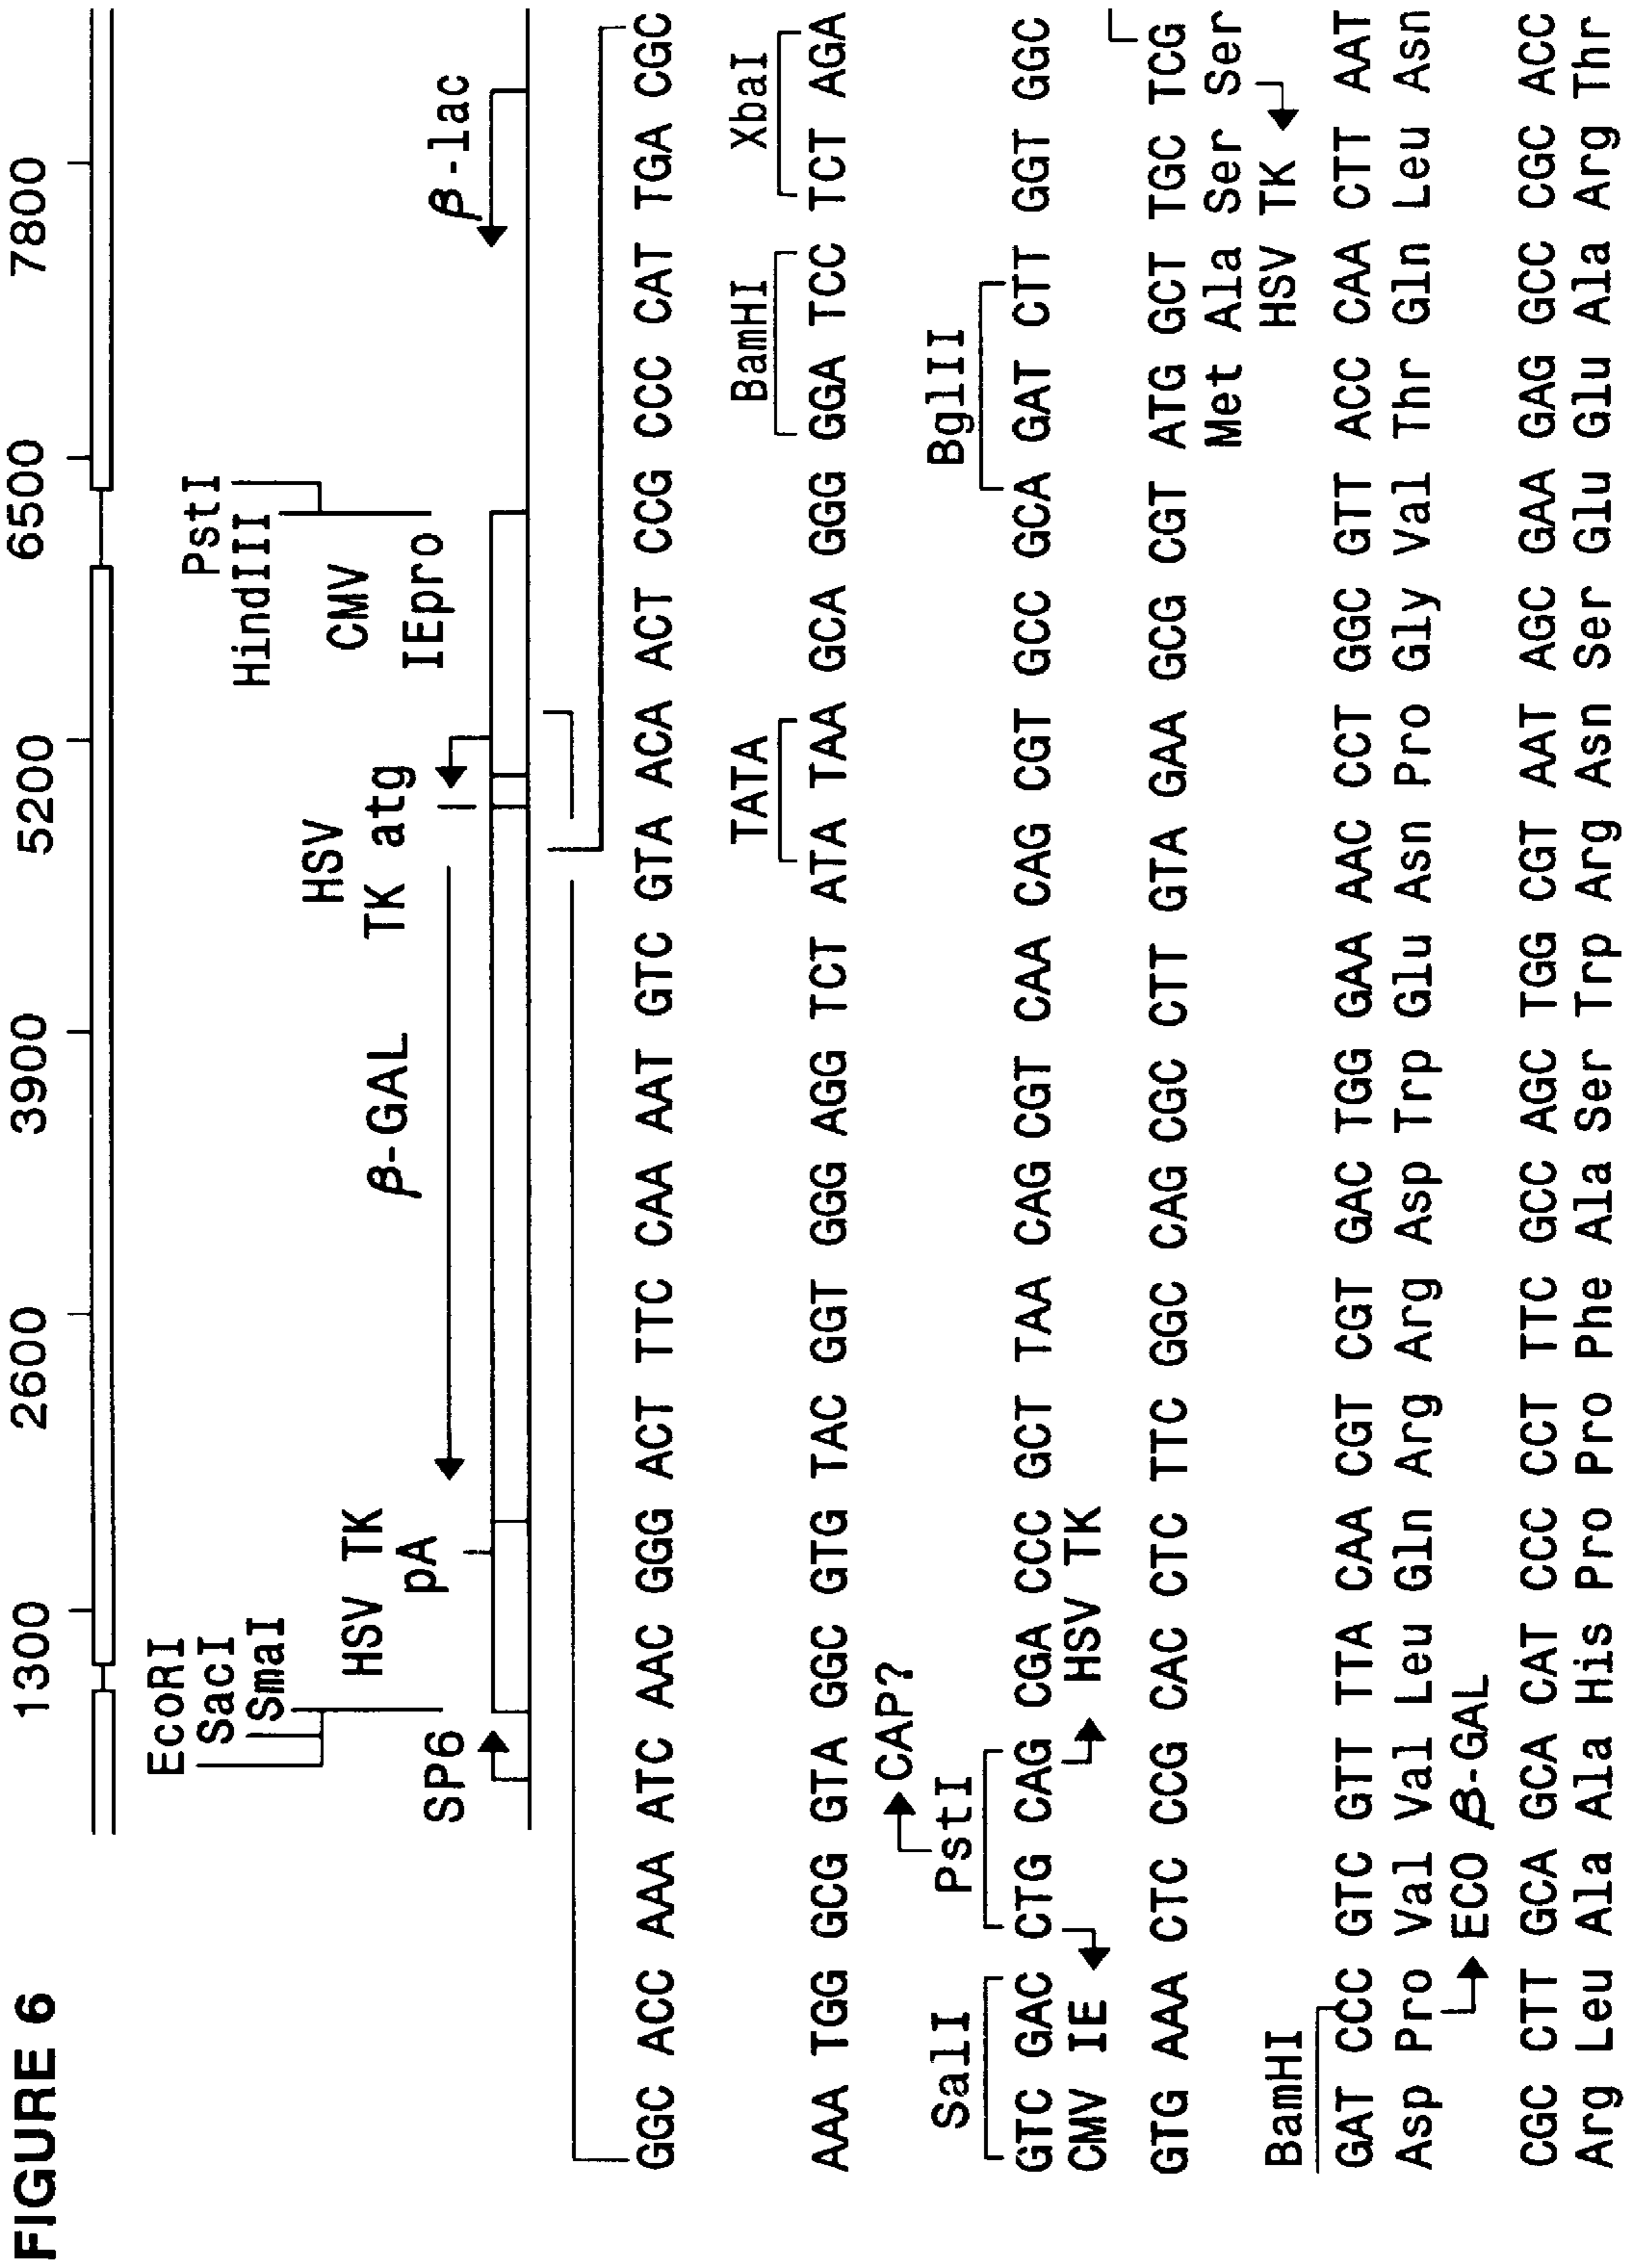 FIGURE 6
1300 2600 3900 5200 6500 7800
EcoRI
SacI
SmaI
PstI
HindIII
HSV TK
pA
β-GAL
HSV
TK atg
CMV
IEpro
SP6
β-lac
GGC ACC AAA ATC AAC GGG ACT TTC CAA AAT GTC GTA ACA ACT CCG CCC CAT TGA CGC
TATA BamHI XbaI
AAA TGG GCG GTA GGC GTG TAC GGT GGG AGG TCT ATA TAA GCA GGG GGA TCC TCT AGA
CAP?
SalI PstI BglII
GTC GAC CTG CAG CGA CCC GCT TAA CAG CGT CAA CAG CGT GCC GCA GAT CTT GGT GGC
CMV IE HSV TK
GTG AAA CTC CCG CAC CTC TTC GGC CAG CGC CTT GTA GAA GCG CGT ATG GCT TGC TCG
Met Ala Ser Ser
HSV TK
BamHI
GAT CCC GTC GTT TTA CAA CGT CGT GAC TGG GAA AAC CCT GGC GTT ACC CAA CTT AAT
Asp Pro Val Val Leu Gln Arg Arg Asp Trp Glu Asn Pro Gly Val Thr Gln Leu Asn
ECO β-GAL
CGC CTT GCA GCA CAT CCC CCT TTC GCC AGC TGG CGT AAT AGC GAA GAG GCC CGC ACC
Arg Leu Ala Ala His Pro Pro Phe Ala Ser Trp Arg Asn Ser Glu Glu Ala Arg Thr